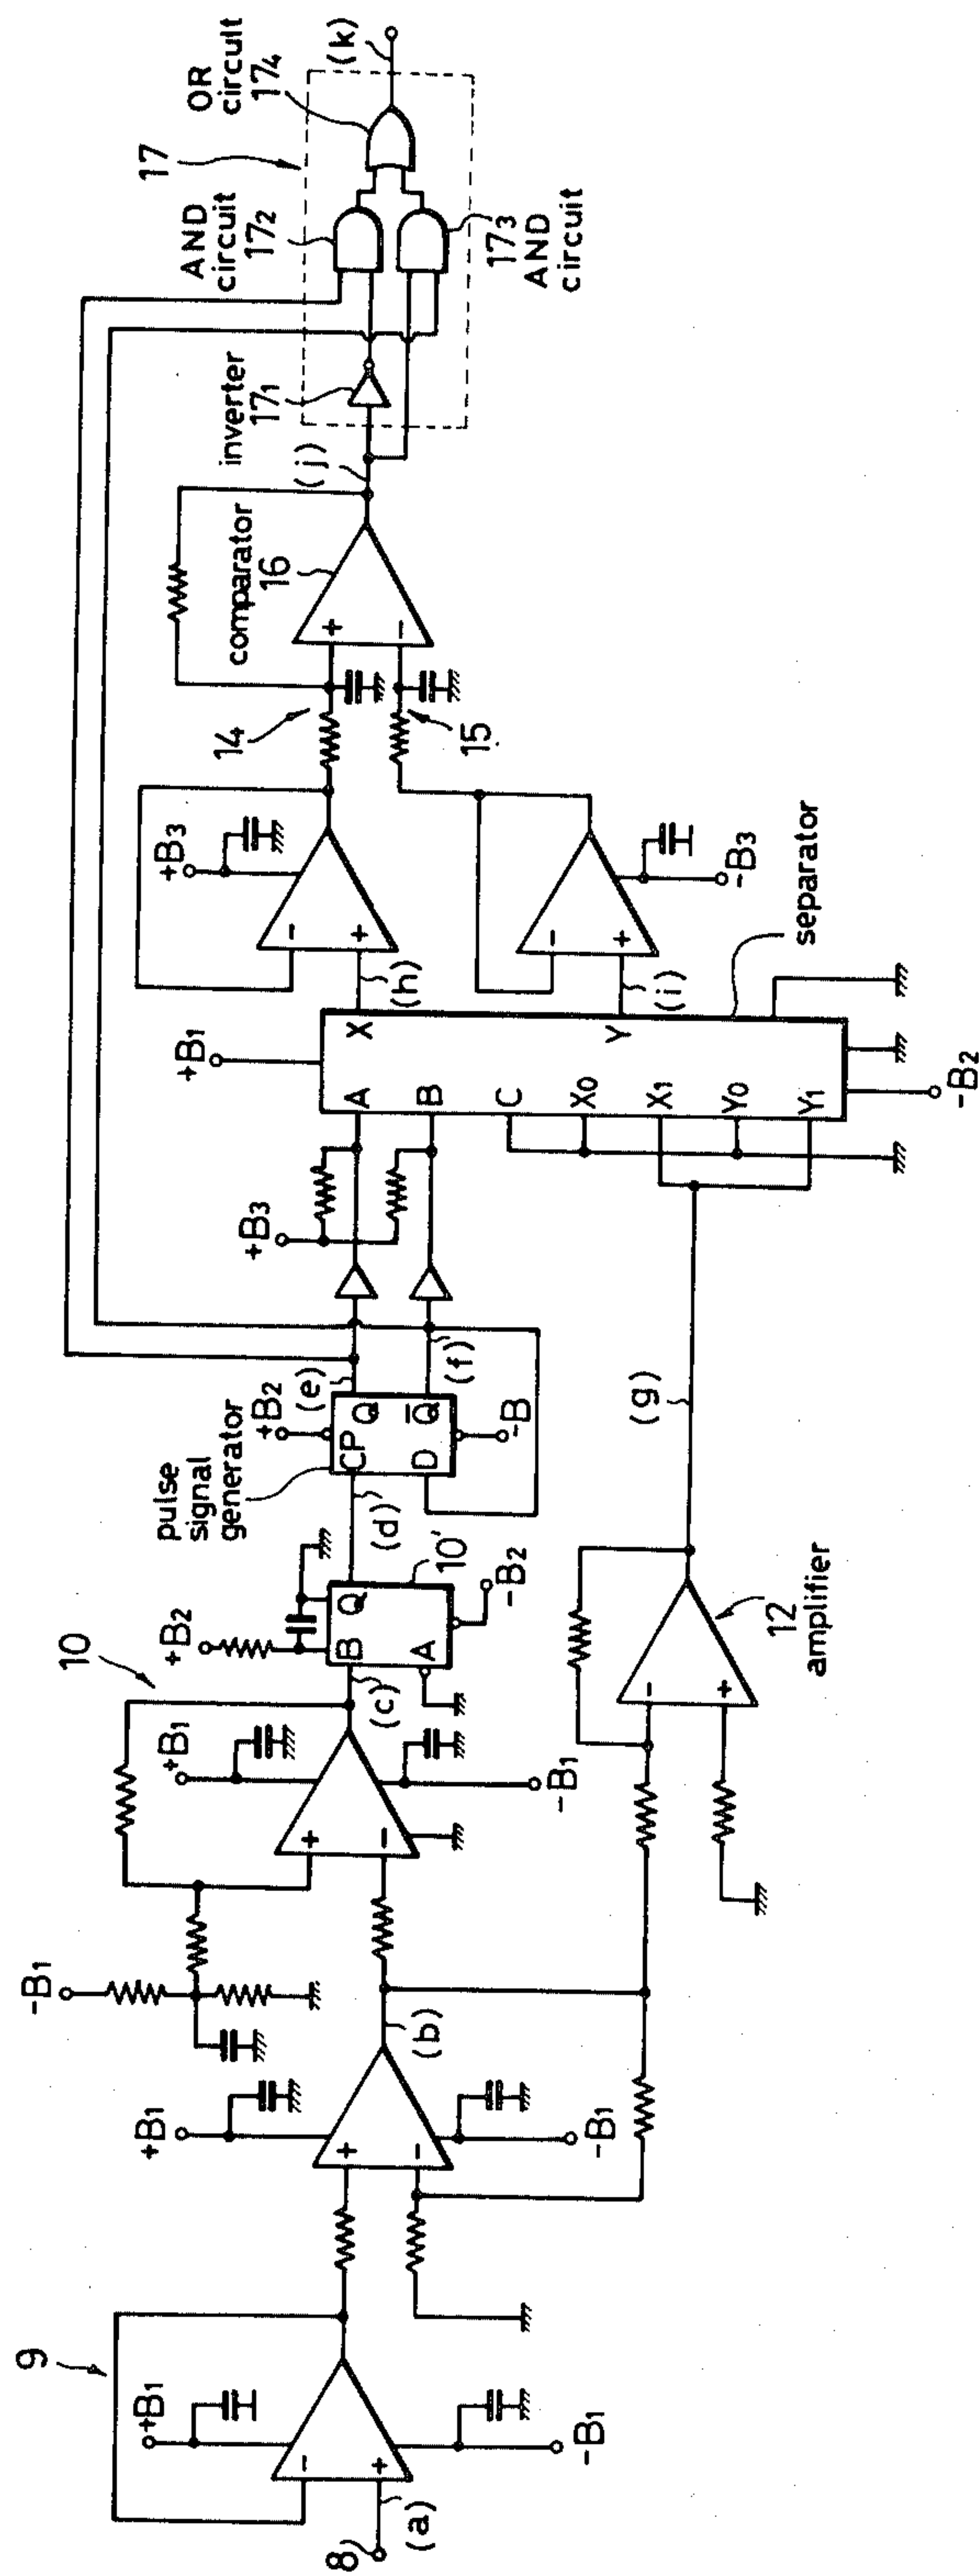 8
(a)
9
+B1
-
+
-B1
+B1
+
-
-B1
(b)
-B1
10
+B1
+
-
-B1
(c)
+B2
B
Q
A
10'
-B2
(d)
pulse
signal
generator
+B2
CP
Q
D
Q̅
-B
(e)
(f)
12
amplifier
-
+
(g)
+B3
+B1
A
B
C
X0
X1
Y0
Y1
X
Y
-B2
separator
(h)
(i)
+B3
-
+
-
+
-B3
14
15
comparator
16
+
-
(j)
inverter
171
AND
circuit
172
173
AND
circuit
17
OR
circuit
174
(k)